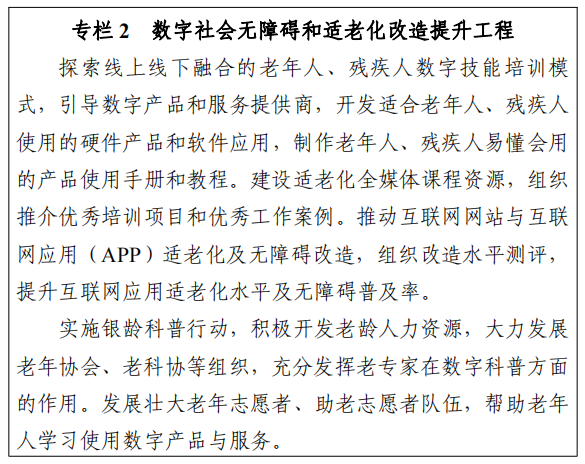 专栏 2 数字社会无障碍和适老化改造提升工程
探索线上线下融合的老年人、残疾人数字技能培训模
式，引导数字产品和服务提供商，开发适合老年人、残疾人
使用的硬件产品和软件应用，制作老年人、残疾人易懂会用
的产品使用手册和教程。建设适老化全媒体课程资源，组织
推介优秀培训项目和优秀工作案例。推动互联网网站与互联
网应用（APP）适老化及无障碍改造，组织改造水平测评，
提升互联网应用适老化水平及无障碍普及率。
实施银龄科普行动，积极开发老龄人力资源，大力发展
老年协会、老科协等组织，充分发挥老专家在数字科普方面
的作用。发展壮大老年志愿者、助老志愿者队伍，帮助老年
人学习使用数字产品与服务。